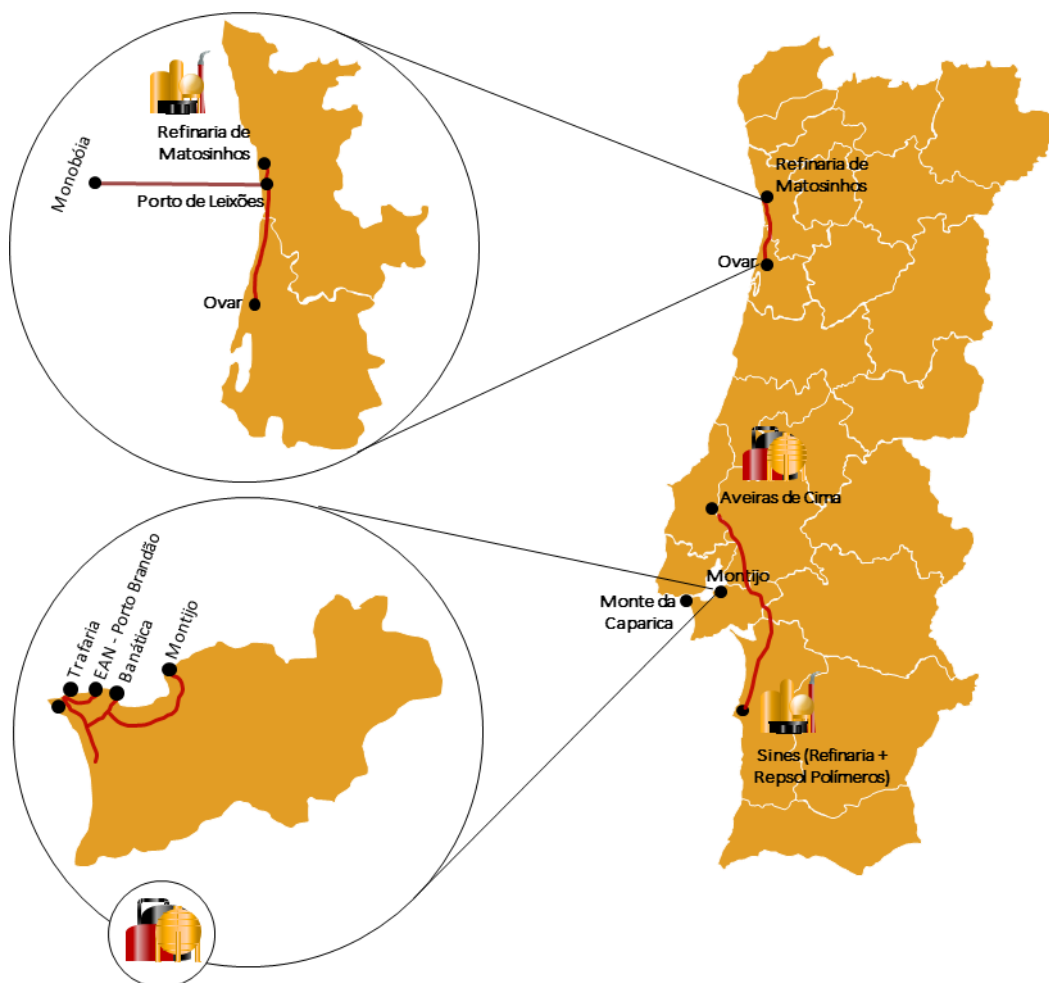 Refinaria de
Matosinhos
Monobóia
Porto de Leixões
Ovar
Refinaria de
Matosinhos
Ovar
Aveiras de Cima
Montijo
Monte da
Caparica
Sines (Refinaria +
Repsol Polímeros)
Trafaria
EAN - Porto Brandão
Banática
Montijo